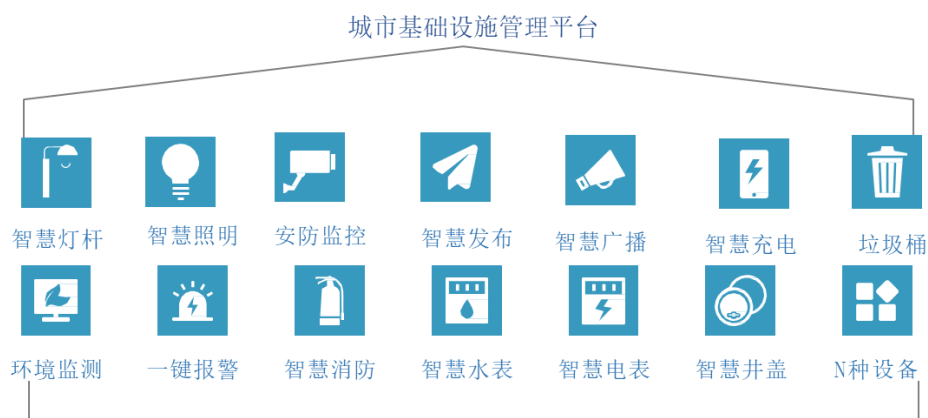 城市基础设施管理平台
智慧灯杆 智慧照明 安防监控 智慧发布 智慧广播 智慧充电 垃圾桶
环境监测 一键报警 智慧消防 智慧水表 智慧电表 智慧井盖 N种设备